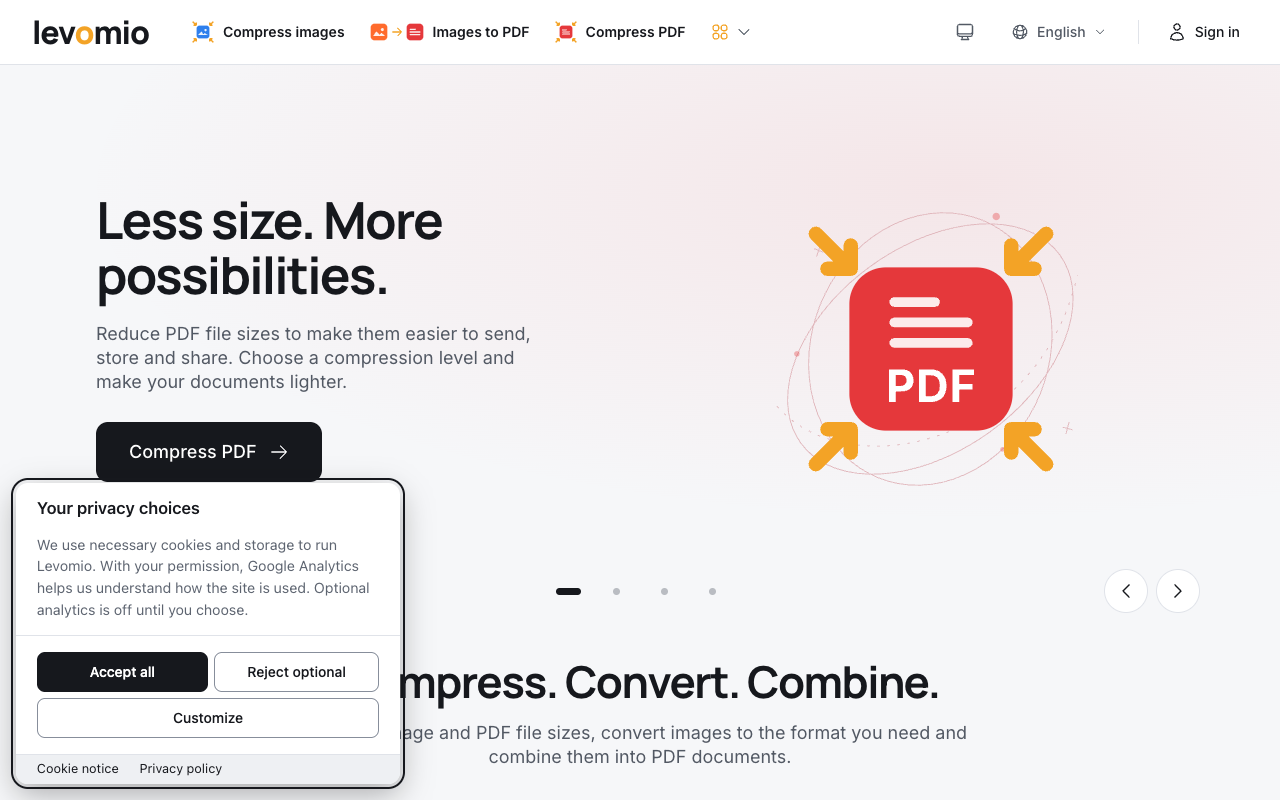 levomio
Compress images
Images to PDF
Compress PDF
English
Sign in
Less size. More
possibilities.
Reduce PDF file sizes to make them easier to send,
store and share. Choose a compression level and
make your documents lighter.
Compress PDF
PDF
Your privacy choices
We use necessary cookies and storage to run
Levomio. With your permission, Google Analytics
helps us understand how the site is used. Optional
analytics is off until you choose.
Accept all
Reject optional
Customize
Cookie notice
Privacy policy
Convert. Combine.
and PDF file sizes, convert images to the format you need and
combine them into PDF documents.